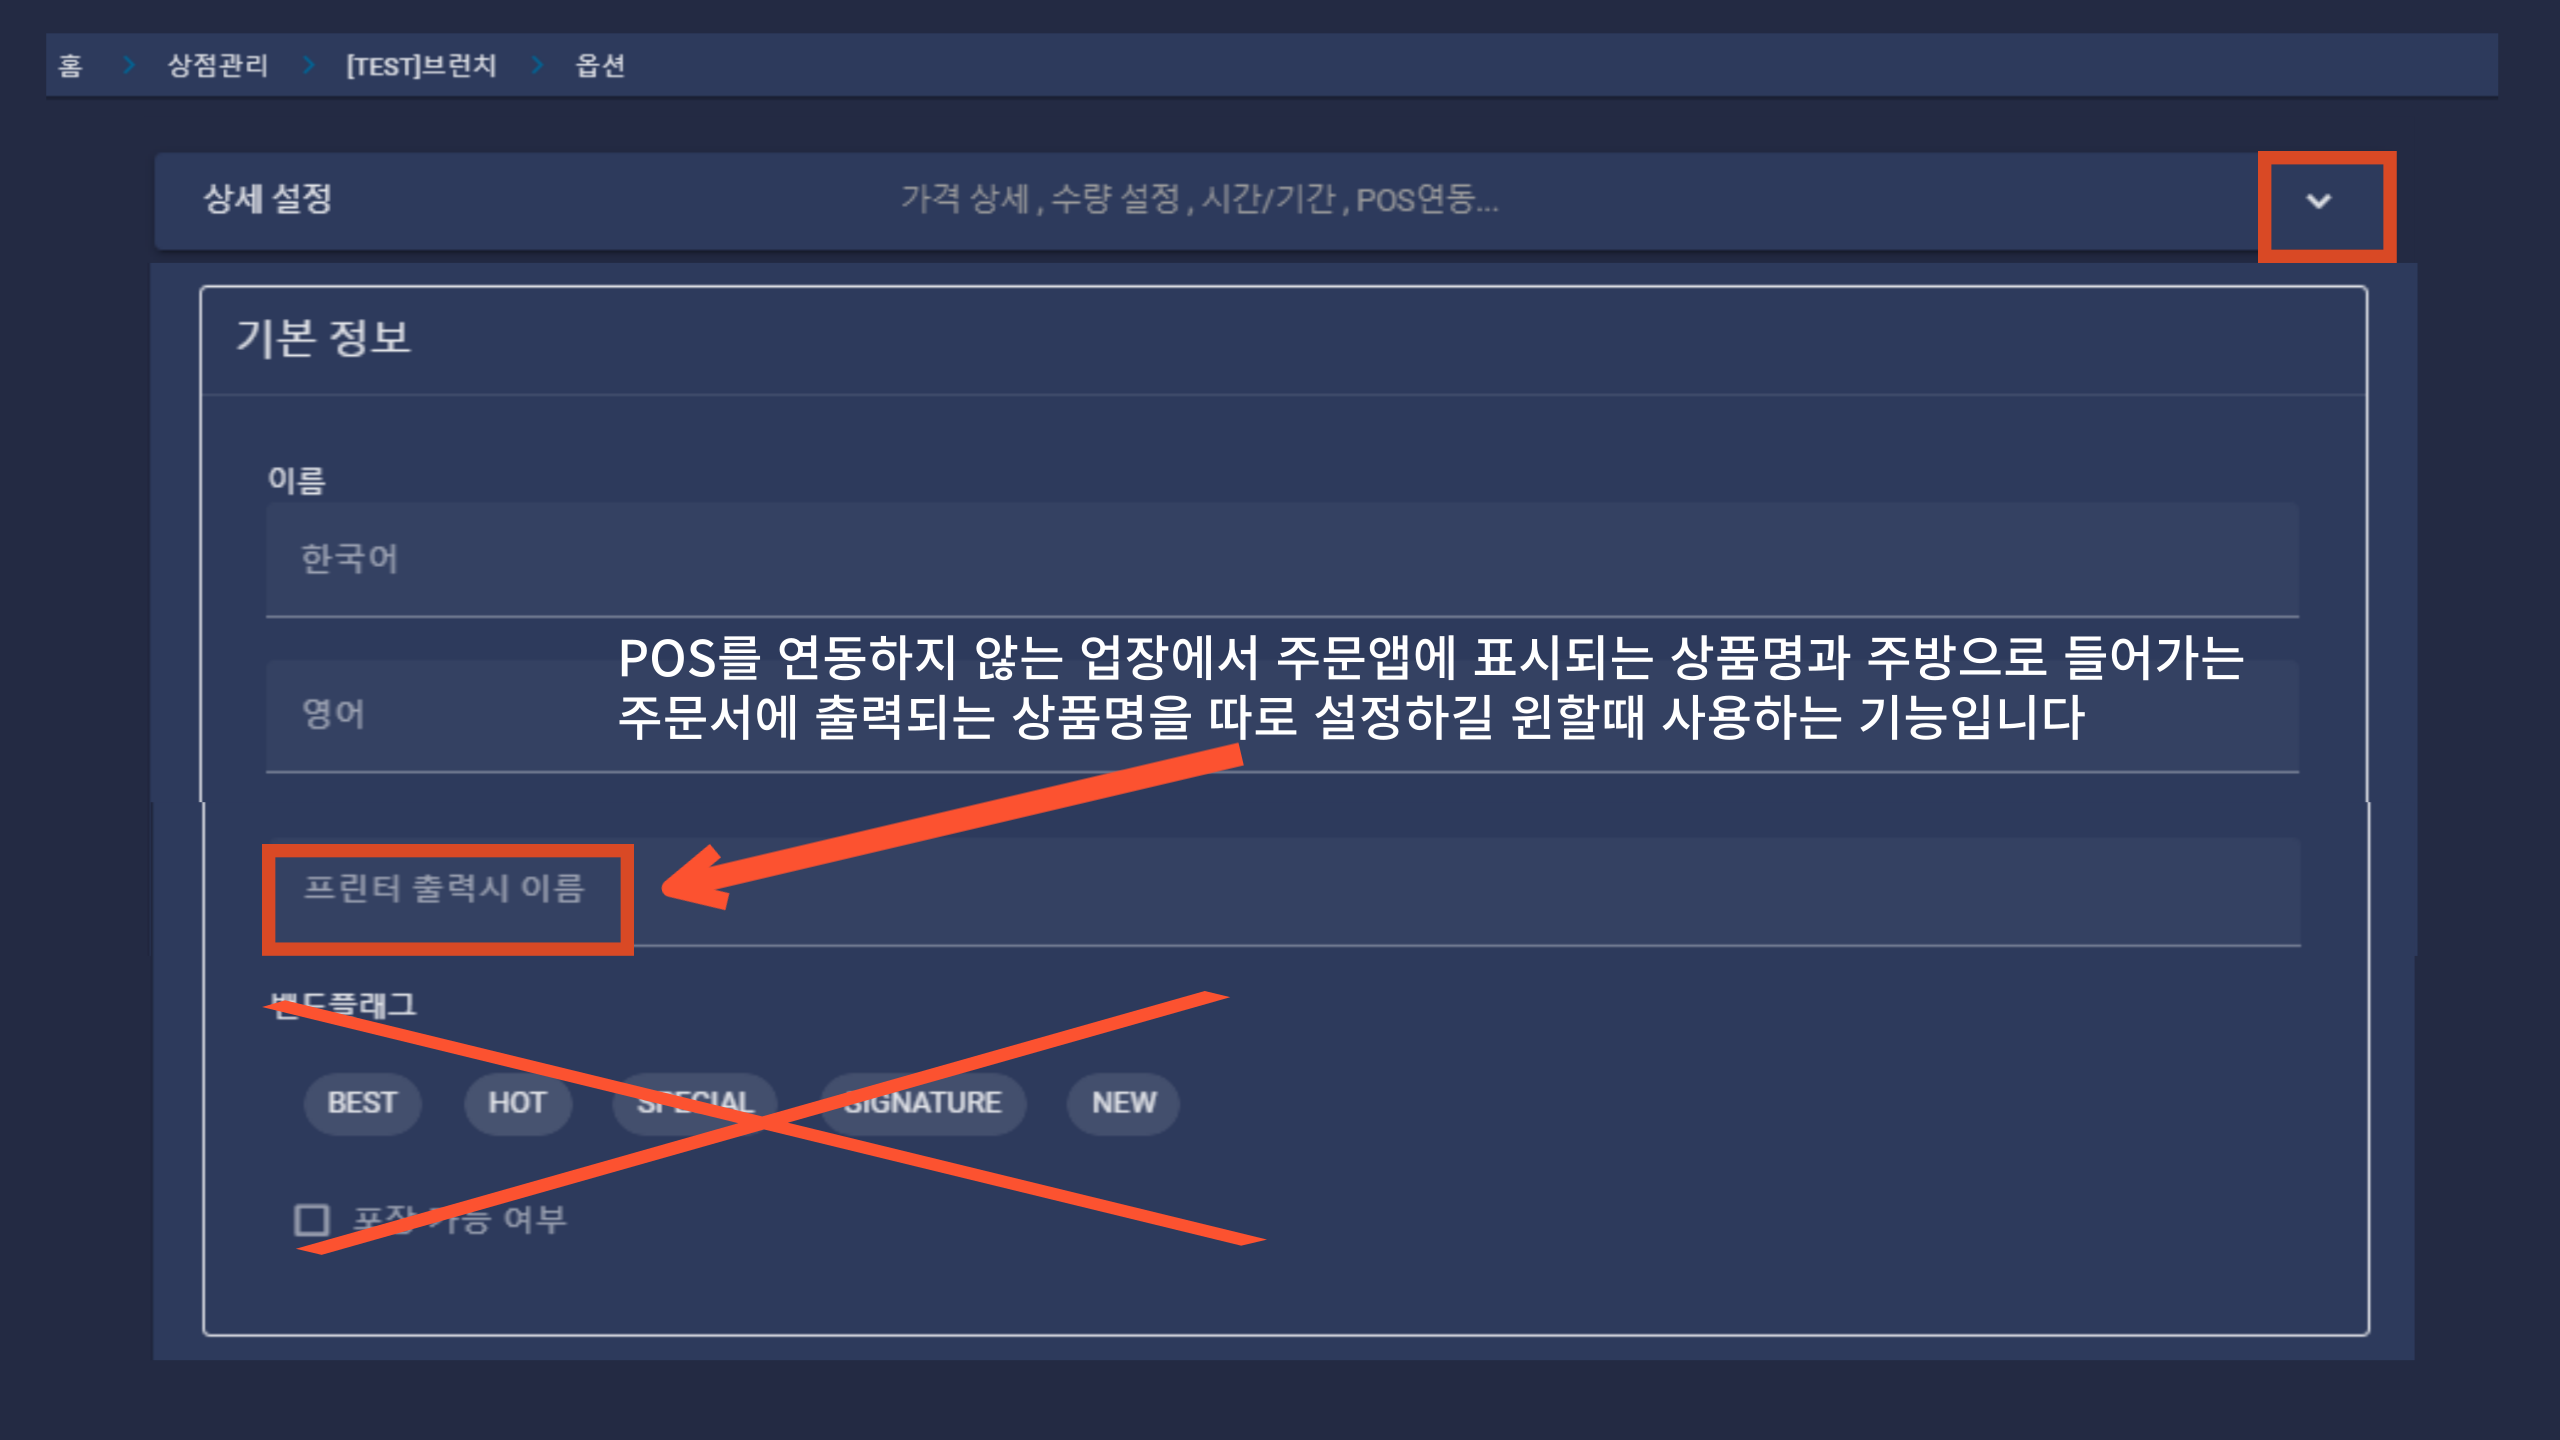 홈 > 상점관리 > [TEST]브런치 > 옵션
상세 설정 가격 상세 , 수량 설정 , 시간/기간 , POS연동...
기본 정보
이름
한국어
POS를 연동하지 않는 업장에서 주문앱에 표시되는 상품명과 주방으로 들어가는
영어
주문서에 출력되는 상품명을 따로 설정하길 윈할때 사용하는 기능입니다
프린터 출력시 이름
밴드플래그
BEST HOT SPECIAL SIGNATURE NEW
포장 가능 여부